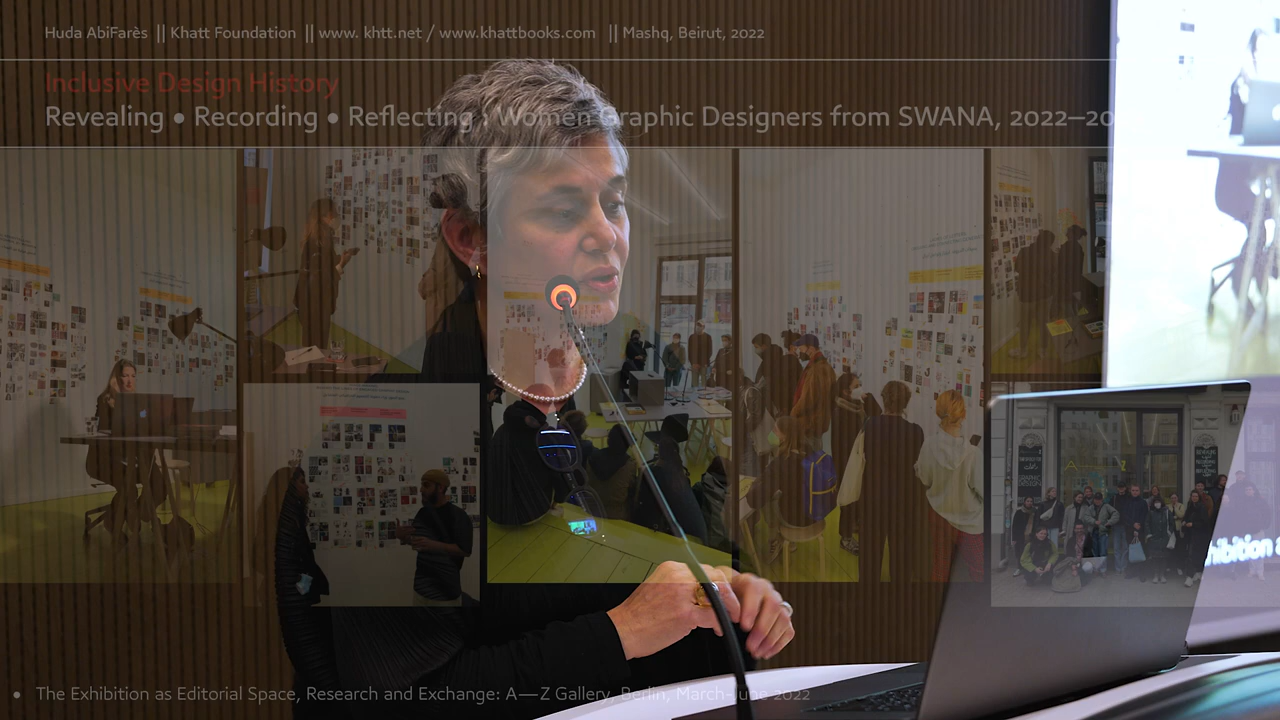 Huda AbiFarès || Khatt Foundation || www. khtt.net / www.khattbooks.com || Mashq, Beirut, 2022
Inclusive Design History
Revealing • Recording • Reflecting : Women Graphic Designers from SWANA, 2022—20
• The Exhibition as Editorial Space, Research and Exchange: A—Z Gallery, Berlin, March-June 2022